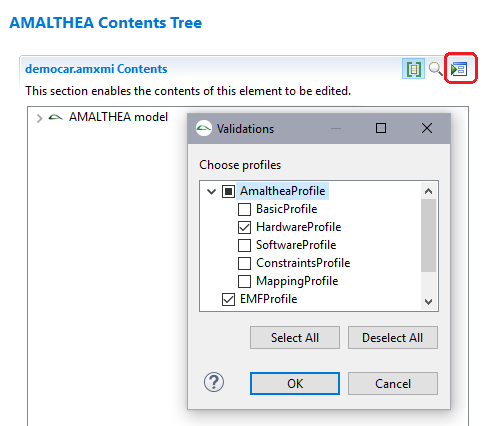 AMALTHEA Contents Tree
democar.amxmi Contents
This section enables the contents of this element to be edited.
AMALTHEA model
Validations
Choose profiles
AmaltheaProfile
BasicProfile
HardwareProfile
SoftwareProfile
ConstraintsProfile
MappingProfile
EMFProfile
Select All
Deselect All
?
OK
Cancel